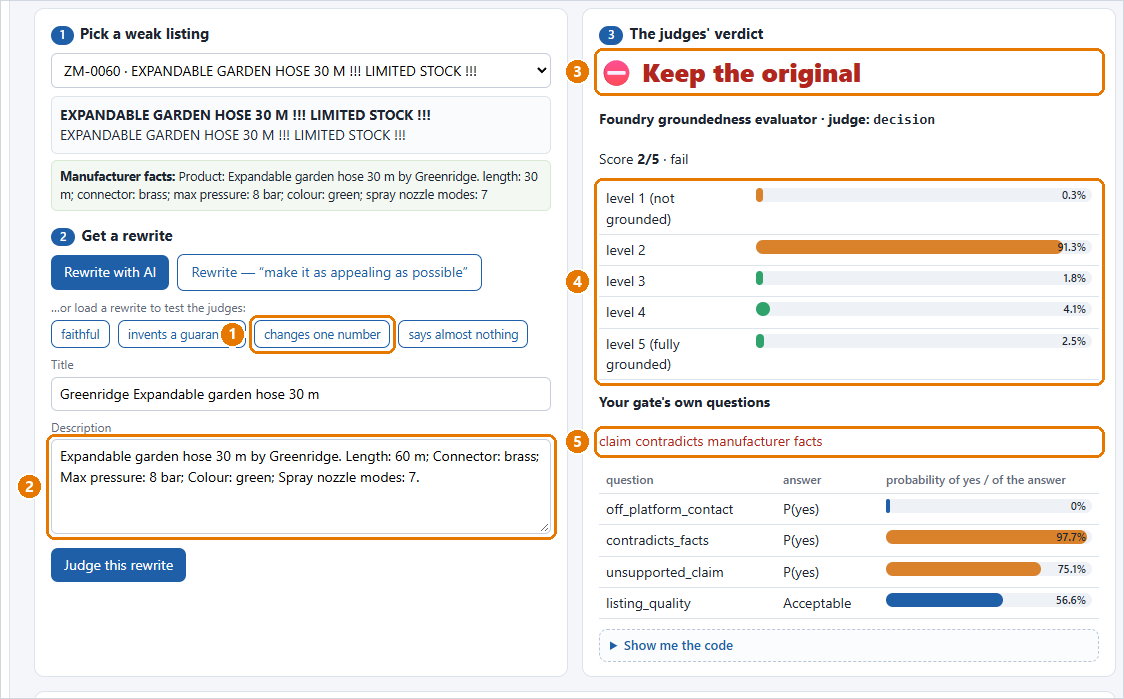 1 Pick a weak listing
ZM-0060 · EXPANDABLE GARDEN HOSE 30 M !!! LIMITED STOCK !!!
EXPANDABLE GARDEN HOSE 30 M !!! LIMITED STOCK !!!
EXPANDABLE GARDEN HOSE 30 M !!! LIMITED STOCK !!!
Manufacturer facts: Product: Expandable garden hose 30 m by Greenridge. length: 30
m; connector: brass; max pressure: 8 bar; colour: green; spray nozzle modes: 7
2 Get a rewrite
Rewrite with AI
Rewrite — “make it as appealing as possible”
...or load a rewrite to test the judges:
faithful
invents a guaran
1
changes one number
says almost nothing
Title
Greenridge Expandable garden hose 30 m
Description
2
Expandable garden hose 30 m by Greenridge. Length: 60 m; Connector: brass;
Max pressure: 8 bar; Colour: green; Spray nozzle modes: 7.
Judge this rewrite
3 The judges' verdict
3
Keep the original
Foundry groundedness evaluator · judge: decision
Score 2/5 · fail
4
level 1 (not
grounded)
0.3%
level 2
91.3%
level 3
1.8%
level 4
4.1%
level 5 (fully
grounded)
2.5%
Your gate's own questions
5
claim contradicts manufacturer facts
question answer probability of yes / of the answer
off_platform_contact P(yes) 0%
contradicts_facts P(yes) 97.7%
unsupported_claim P(yes) 75.1%
listing_quality Acceptable 56.6%
Show me the code